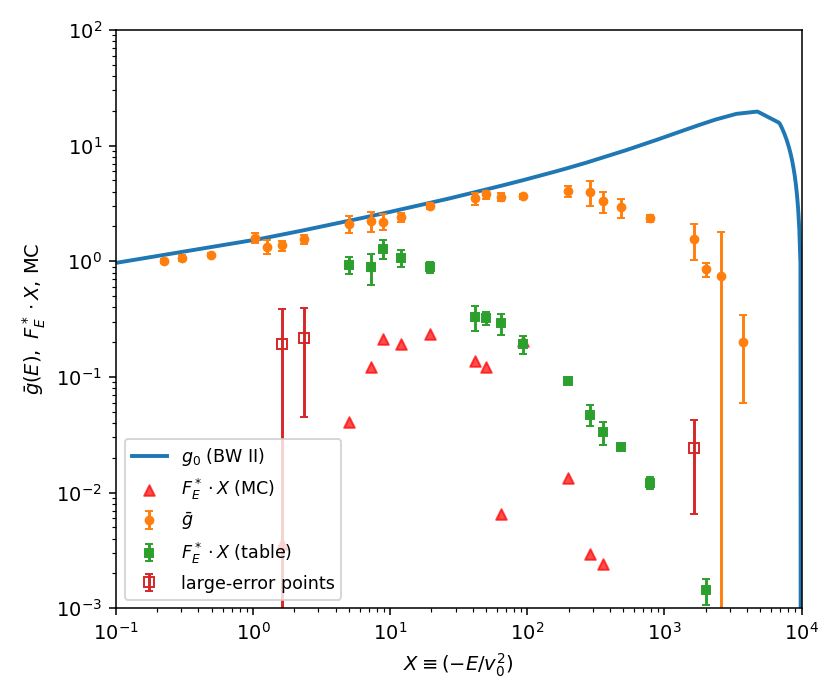 10²
10¹
10⁰
10⁻¹
10⁻²
10⁻³
ḡ(E), F*_E · X, MC
g₀ (BW II)
F*_E · X (MC)
ḡ
F*_E · X (table)
large-error points
10⁻¹ 10⁰ 10¹ 10² 10³ 10⁴
X ≡ (−E/v₀²)